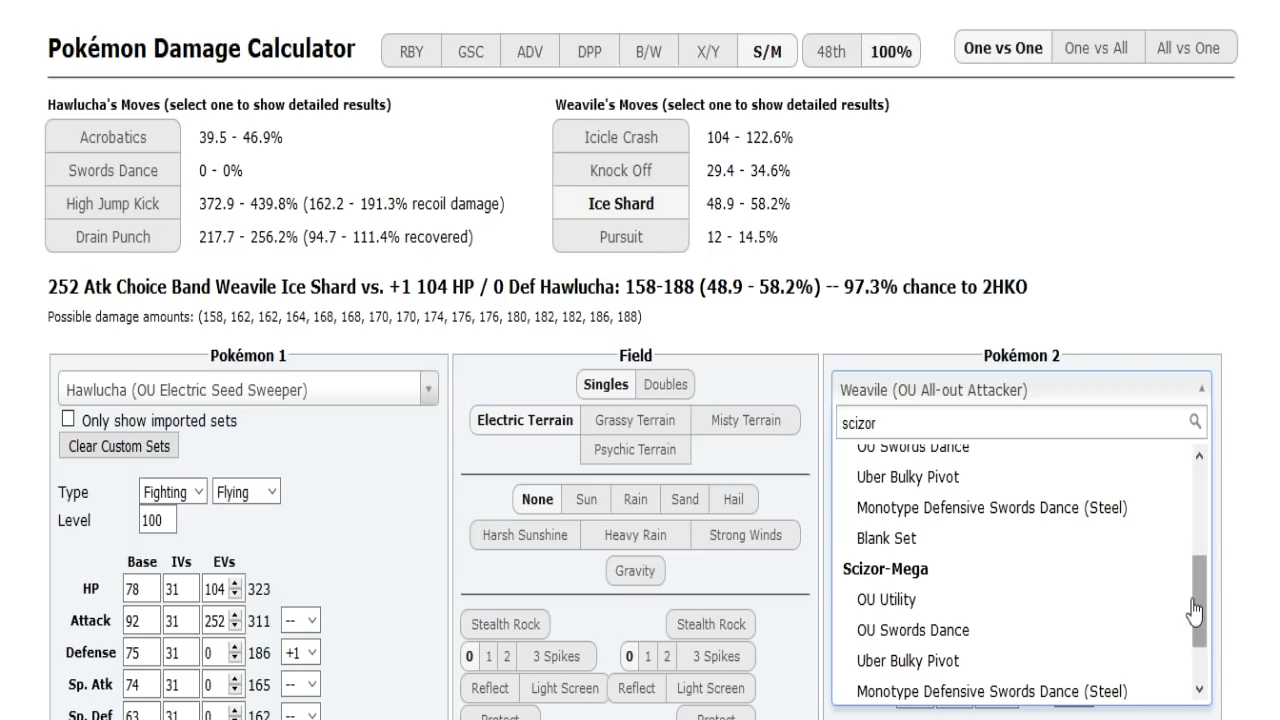 Pokémon Damage Calculator RBY GSC ADV DPP B/W X/Y S/M 48th 100% One vs One One vs All All vs One
Hawlucha's Moves (select one to show detailed results)
Acrobatics 39.5 - 46.9%
Swords Dance 0 - 0%
High Jump Kick 372.9 - 439.8% (162.2 - 191.3% recoil damage)
Drain Punch 217.7 - 256.2% (94.7 - 111.4% recovered)
Weavile's Moves (select one to show detailed results)
Icicle Crash 104 - 122.6%
Knock Off 29.4 - 34.6%
Ice Shard 48.9 - 58.2%
Pursuit 12 - 14.5%
252 Atk Choice Band Weavile Ice Shard vs. +1 104 HP / 0 Def Hawlucha: 158-188 (48.9 - 58.2%) -- 97.3% chance to 2HKO
Possible damage amounts: (158, 162, 162, 164, 168, 168, 170, 170, 174, 176, 176, 180, 182, 182, 186, 188)
Pokémon 1
Hawlucha (OU Electric Seed Sweeper)
Only show imported sets
Clear Custom Sets
Type Fighting Flying
Level 100
Base IVs EVs
HP 78 31 104 323
Attack 92 31 252 311 --
Defense 75 31 0 186 +1
Sp. Atk 74 31 0 165 --
Sp. Def 63 31 0 162 --
Field
Singles Doubles
Electric Terrain Grassy Terrain Misty Terrain
Psychic Terrain
None Sun Rain Sand Hail
Harsh Sunshine Heavy Rain Strong Winds
Gravity
Stealth Rock Stealth Rock
0 1 2 3 Spikes 0 1 2 3 Spikes
Reflect Light Screen Reflect Light Screen
Protect Protect
Pokémon 2
Weavile (OU All-out Attacker)
scizor
OU Swords Dance
Uber Bulky Pivot
Monotype Defensive Swords Dance (Steel)
Blank Set
Scizor-Mega
OU Utility
OU Swords Dance
Uber Bulky Pivot
Monotype Defensive Swords Dance (Steel)